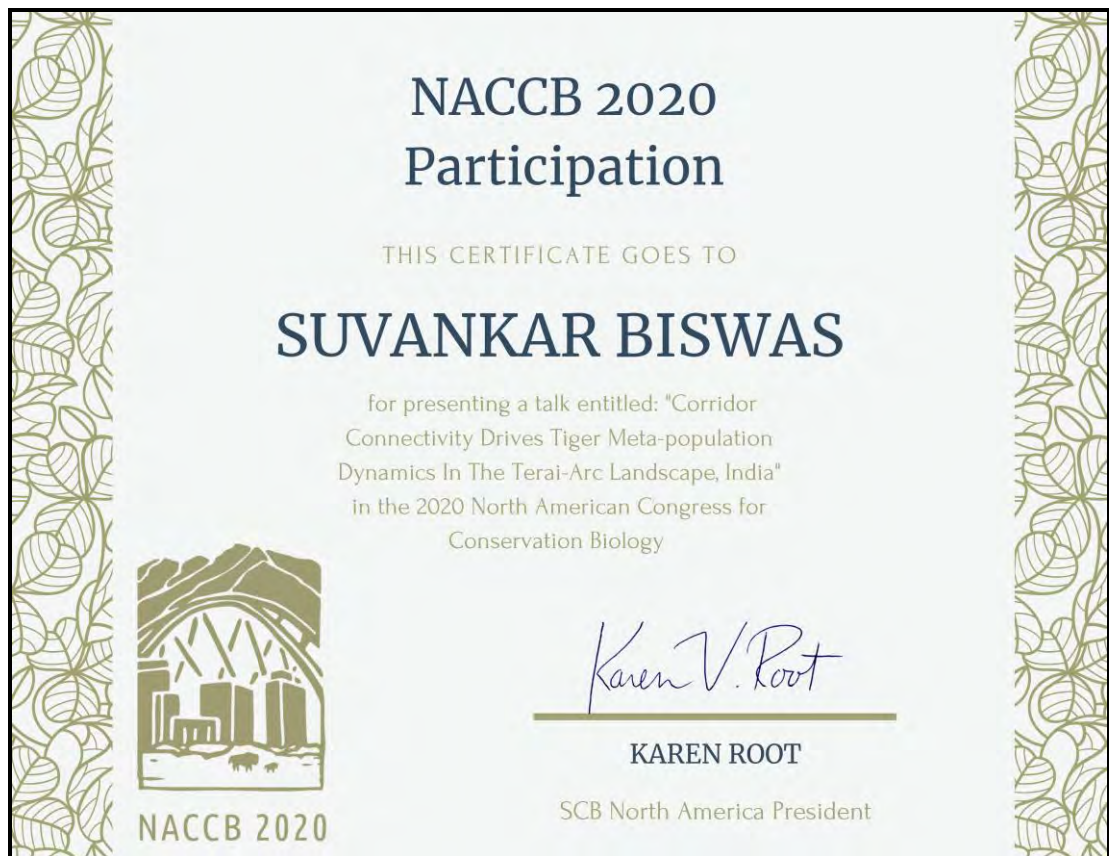 NACCB 2020
Participation
THIS CERTIFICATE GOES TO
SUVANKAR BISWAS
for presenting a talk entitled: "Corridor
Connectivity Drives Tiger Meta-population
Dynamics In The Terai-Arc Landscape, India"
in the 2020 North American Congress for
Conservation Biology
Karen V. Root
KAREN ROOT
SCB North America President
NACCB 2020